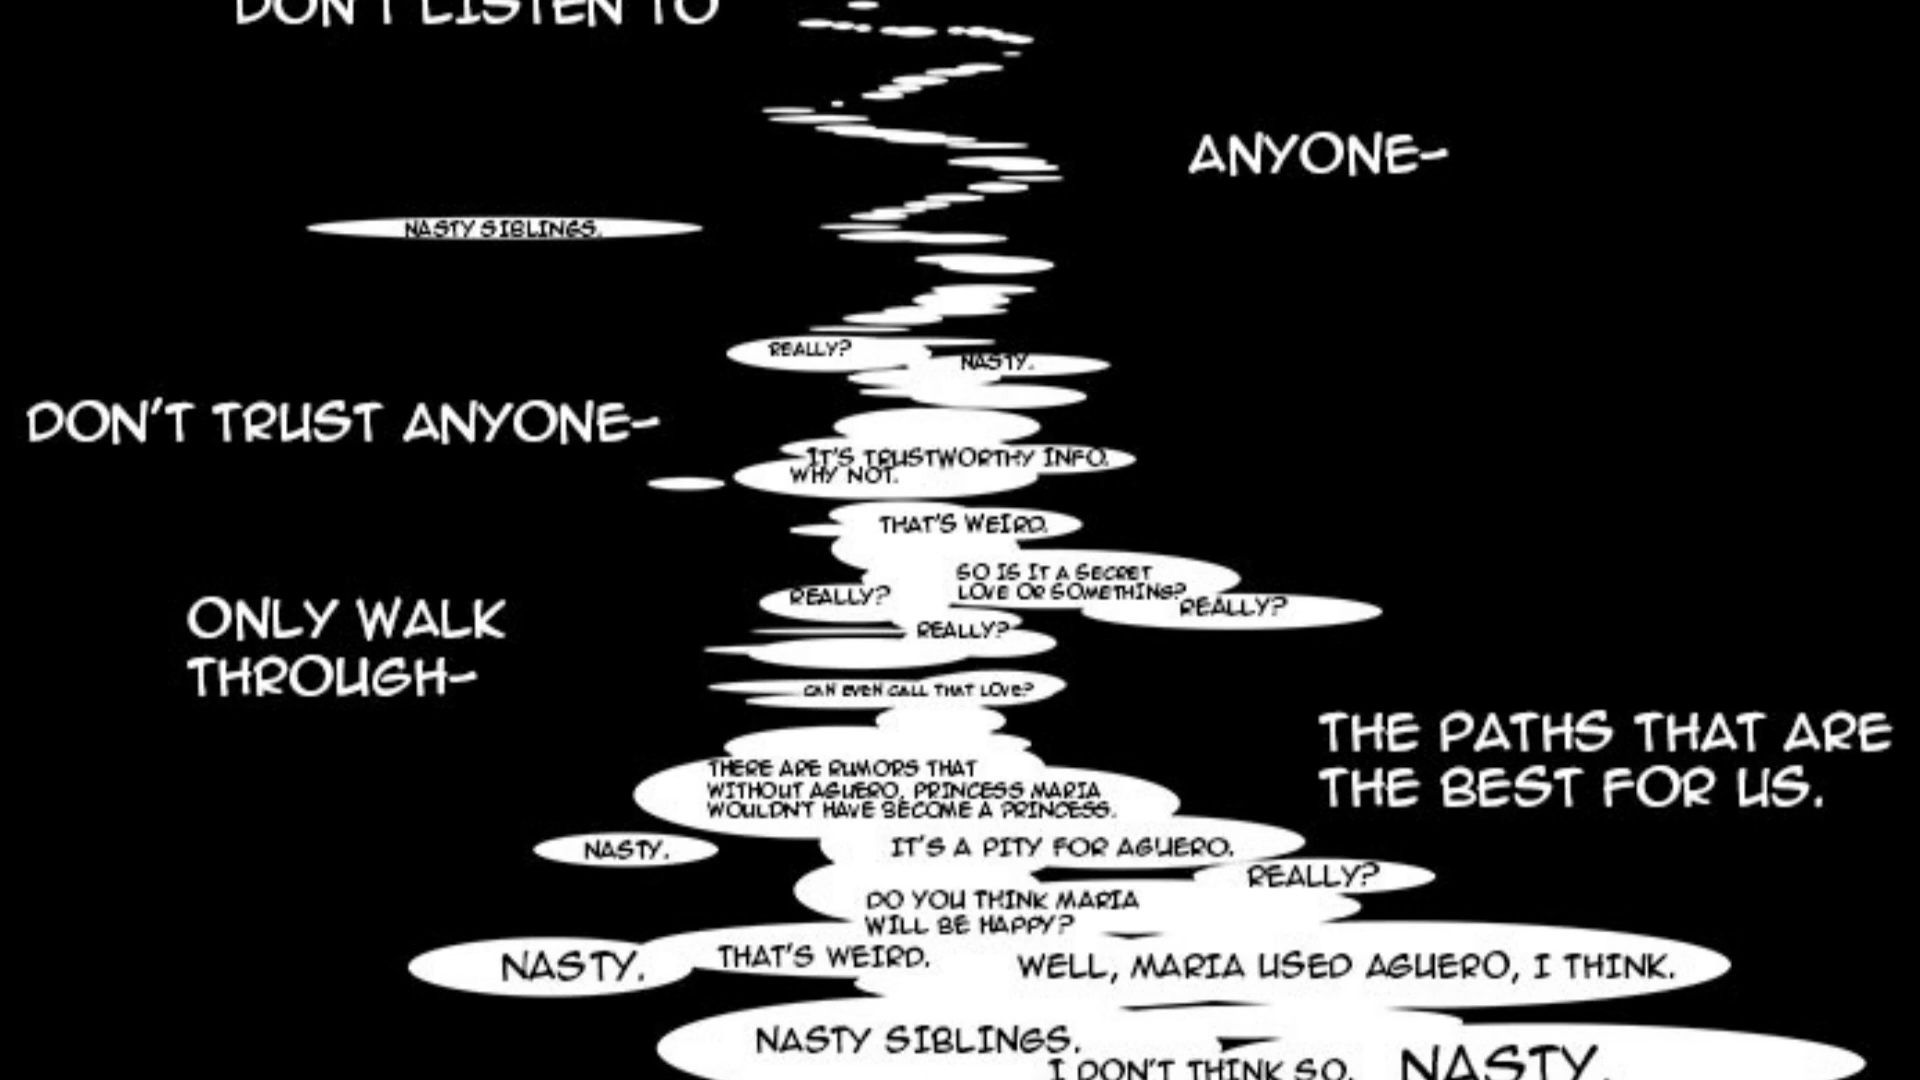 DON'T LISTEN TO
ANYONE-
NASTY SIBLINGS.
REALLY?
NASTY.
DON'T TRUST ANYONE-
IT'S TRUSTWORTHY INFO.
WHY NOT.
THAT'S WEIRD.
SO IS IT A SECRET
LOVE OR SOMETHING?
REALLY?
REALLY?
ONLY WALK
THROUGH-
REALLY?
CAN EVEN CALL THAT LOVE?
THE PATHS THAT ARE
THE BEST FOR US.
THERE ARE RUMORS THAT
WITHOUT AGUERO, PRINCESS MARIA
WOULDN'T HAVE BECOME A PRINCESS.
NASTY.
IT'S A PITY FOR AGUERO.
REALLY?
DO YOU THINK MARIA
WILL BE HAPPY?
NASTY.
THAT'S WEIRD.
WELL, MARIA USED AGUERO, I THINK.
NASTY SIBLINGS.
I DON'T THINK SO.
NASTY.